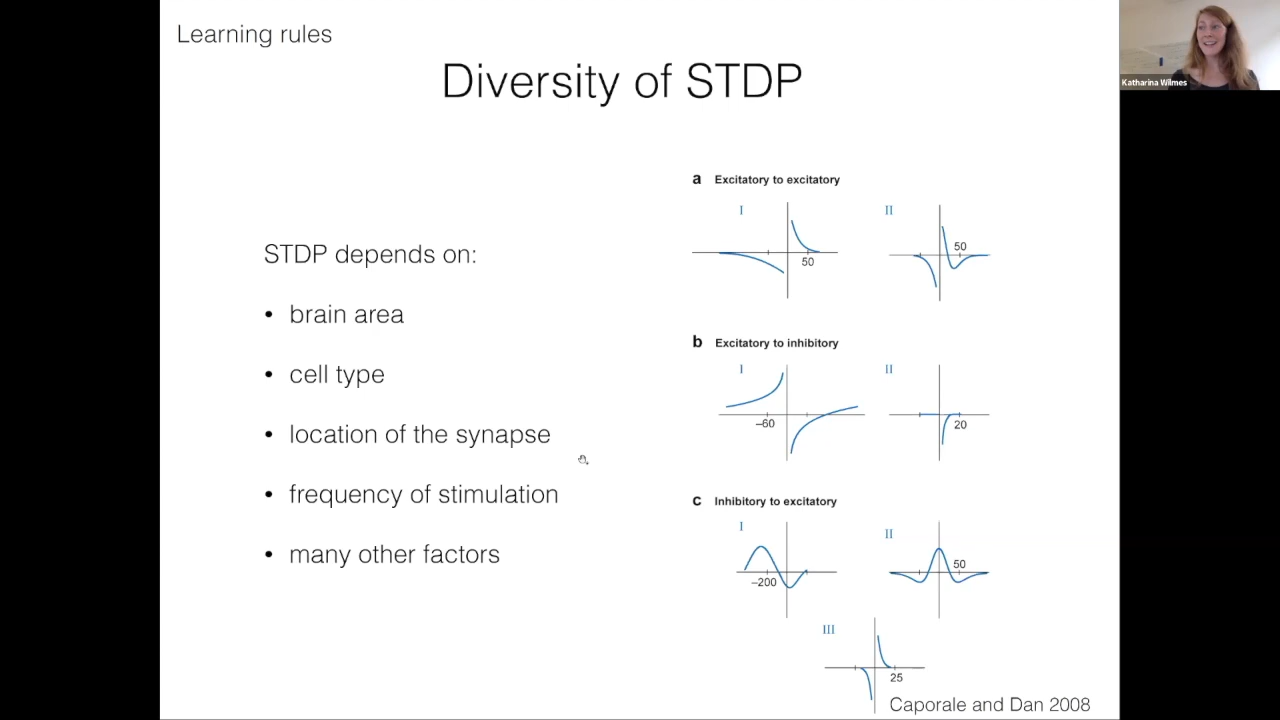 Learning rules
Diversity of STDP
Katharina Wilmes
STDP depends on:
• brain area
• cell type
• location of the synapse
• frequency of stimulation
• many other factors
a Excitatory to excitatory
I
50
II
50
b Excitatory to inhibitory
I
–60
II
20
c Inhibitory to excitatory
I
–200
II
50
III
25
Caporale and Dan 2008